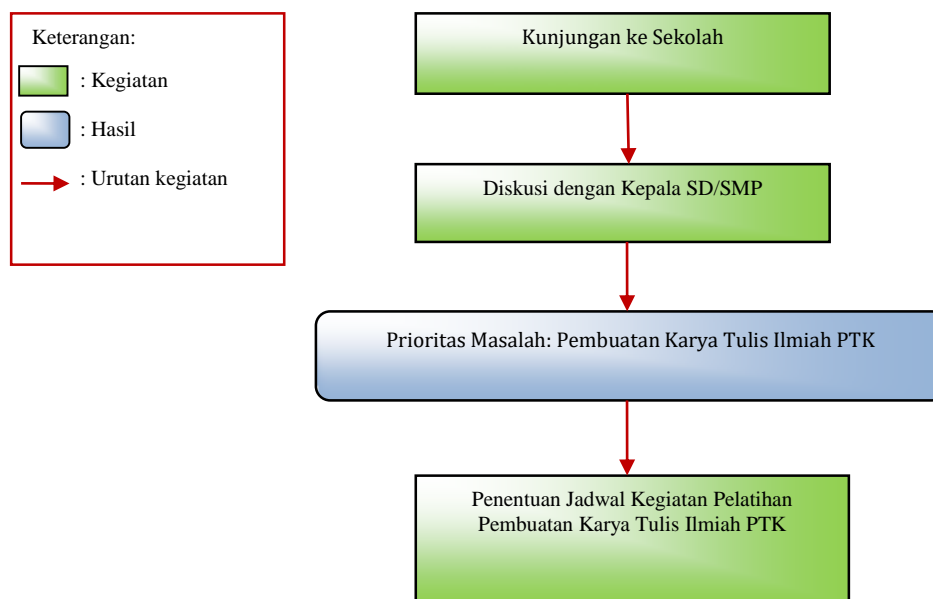 Keterangan:
: Kegiatan
: Hasil
: Urutan kegiatan
Kunjungan ke Sekolah
Diskusi dengan Kepala SD/SMP
Prioritas Masalah: Pembuatan Karya Tulis Ilmiah PTK
Penentuan Jadwal Kegiatan Pelatihan
Pembuatan Karya Tulis Ilmiah PTK